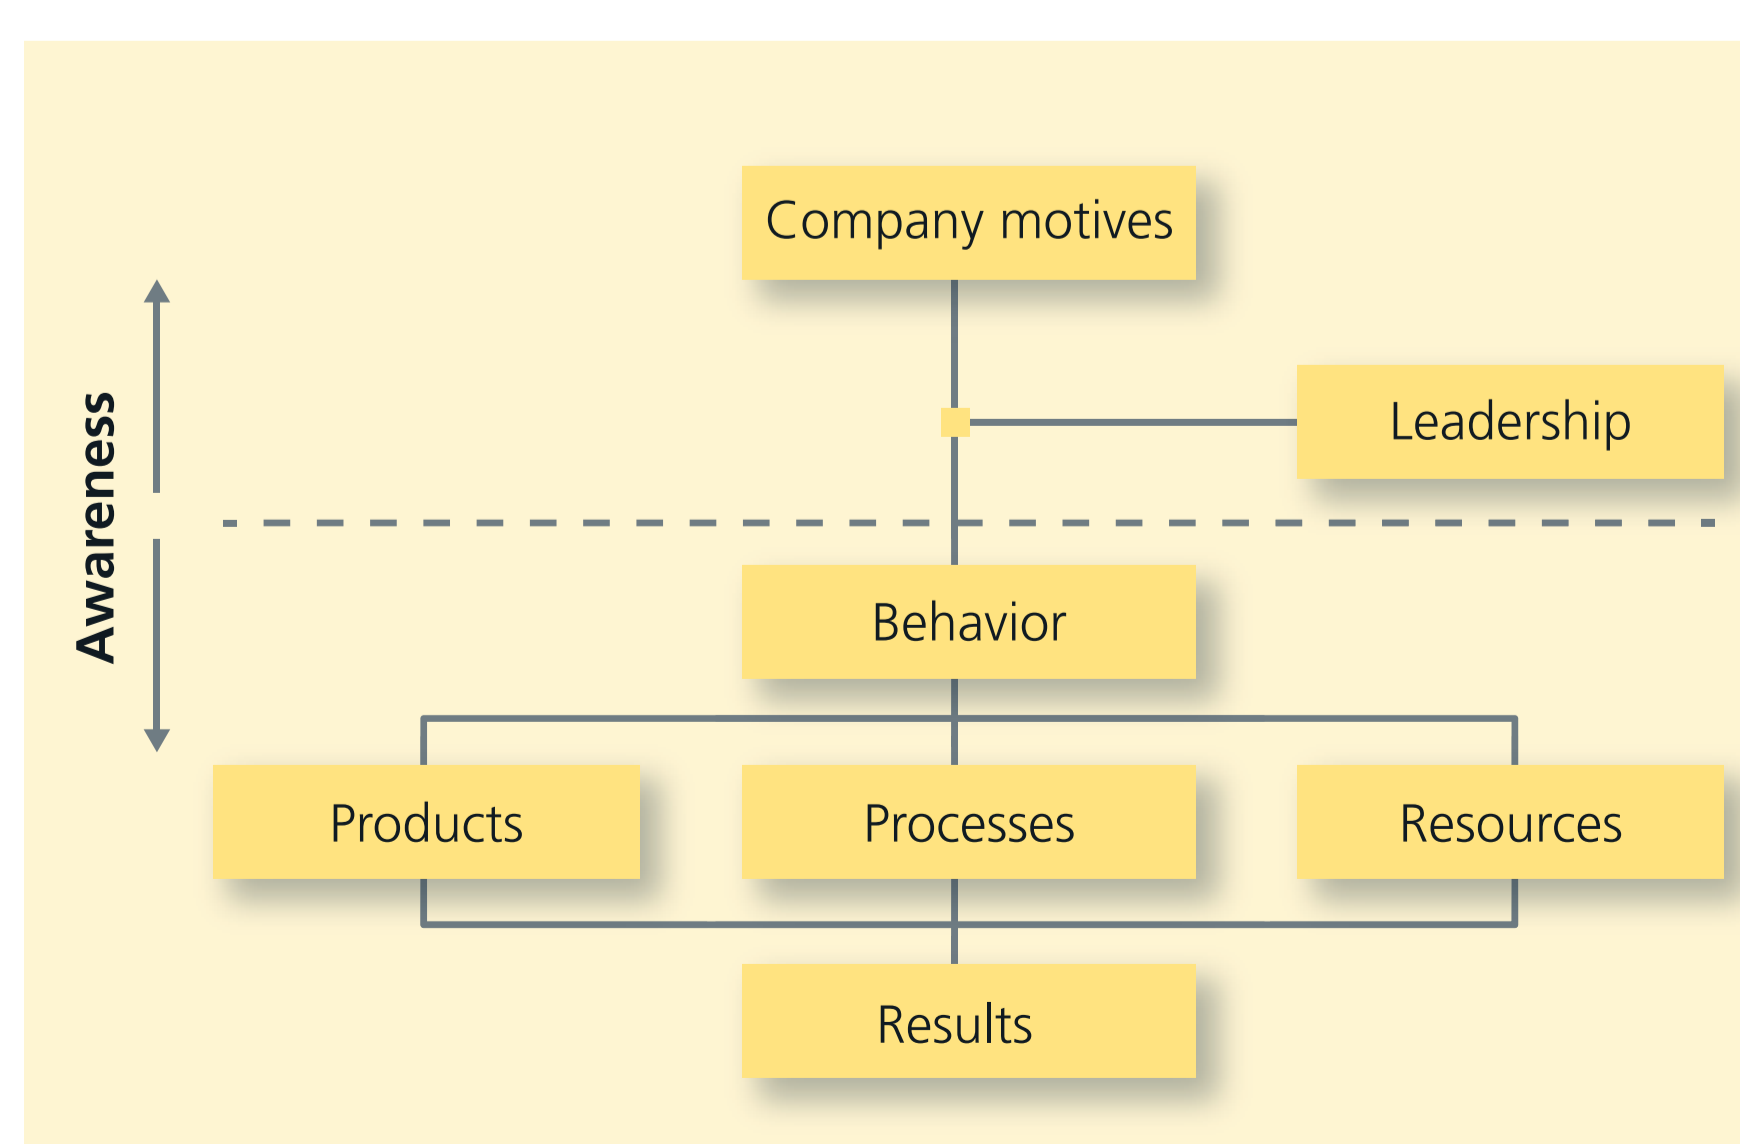 Company motives
Leadership
Awareness
Behavior
Products
Processes
Resources
Results